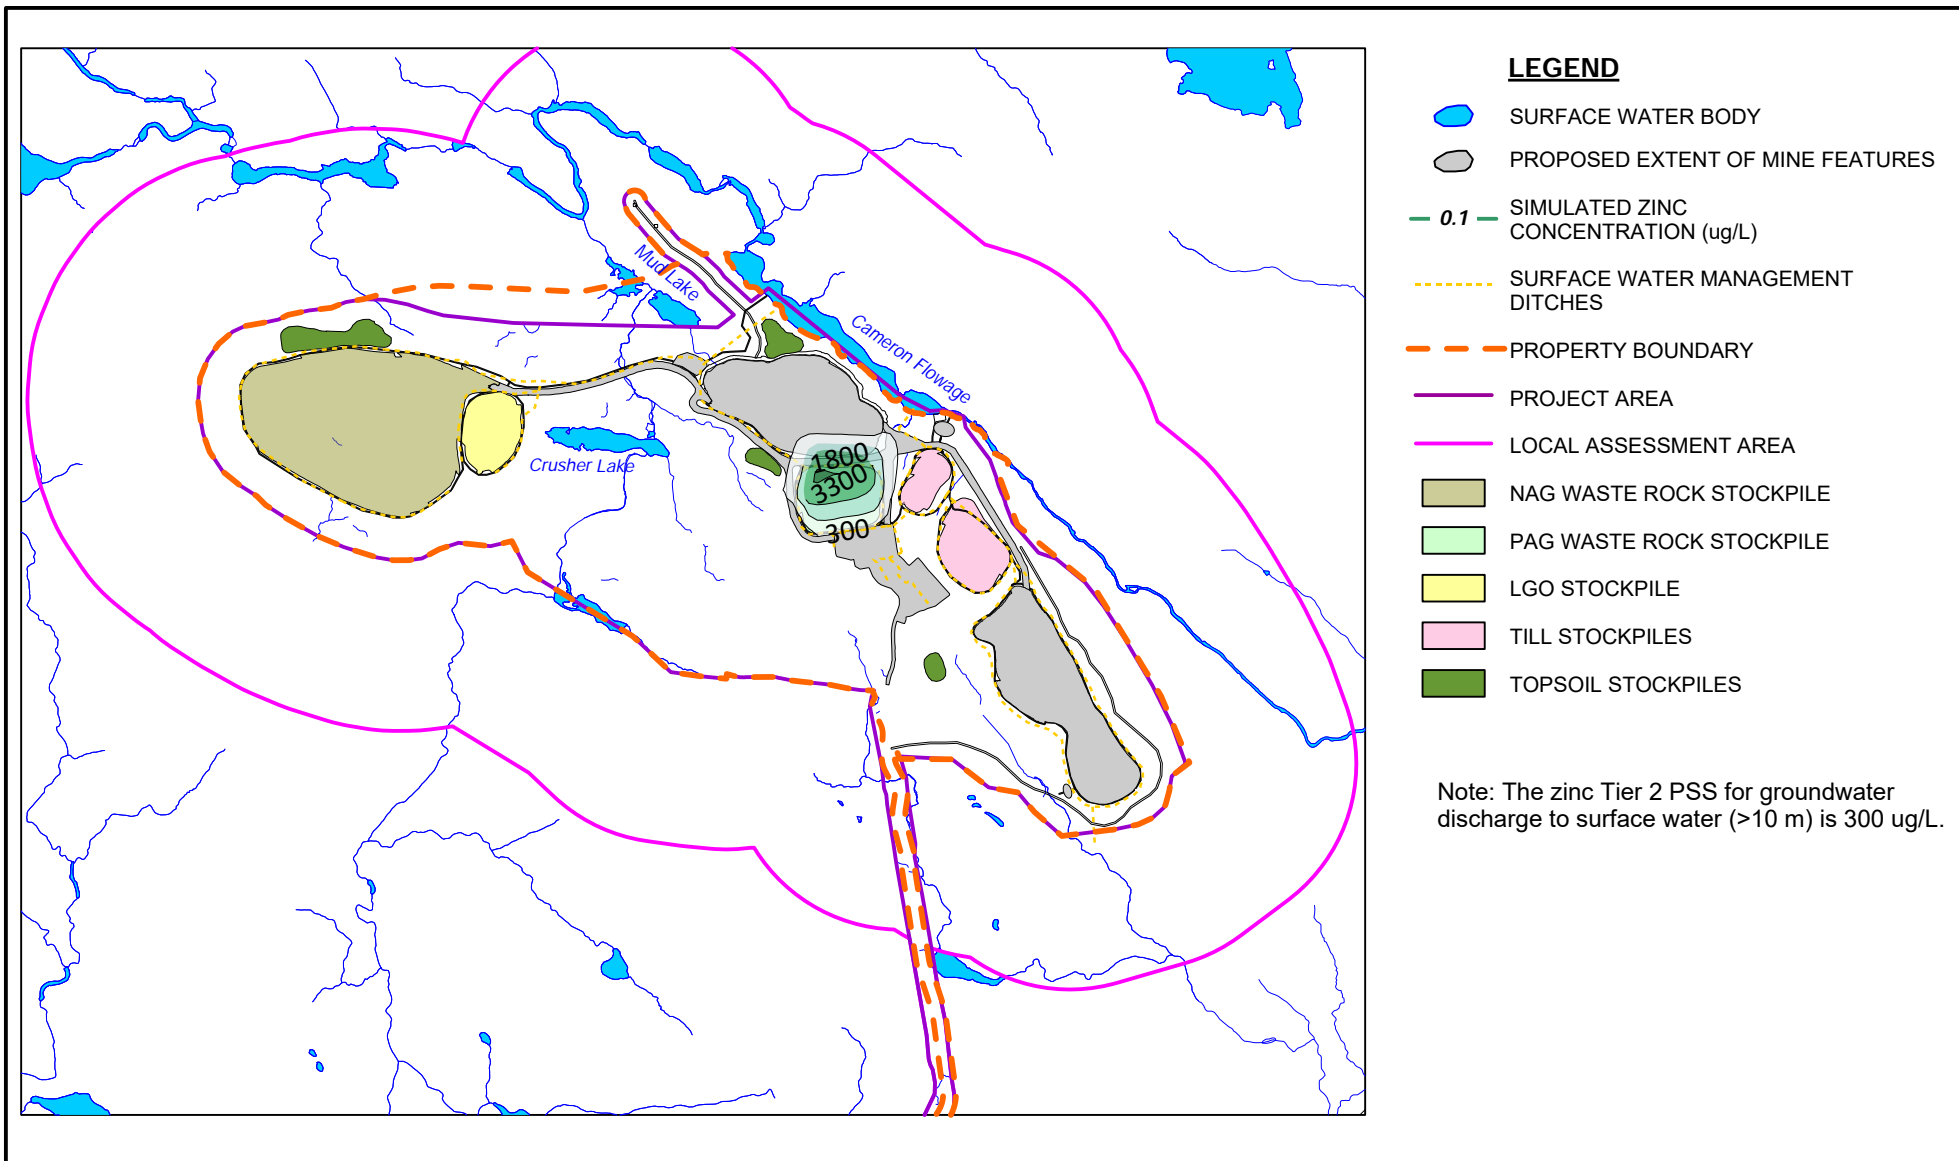 Mud Lake
Cameron Flowage
Crusher Lake
1800
3300
300
LEGEND
SURFACE WATER BODY
PROPOSED EXTENT OF MINE FEATURES
0.1
SIMULATED ZINC
CONCENTRATION (ug/L)
SURFACE WATER MANAGEMENT
DITCHES
PROPERTY BOUNDARY
PROJECT AREA
LOCAL ASSESSMENT AREA
NAG WASTE ROCK STOCKPILE
PAG WASTE ROCK STOCKPILE
LGO STOCKPILE
TILL STOCKPILES
TOPSOIL STOCKPILES
Note: The zinc Tier 2 PSS for groundwater
discharge to surface water (>10 m) is 300 ug/L.